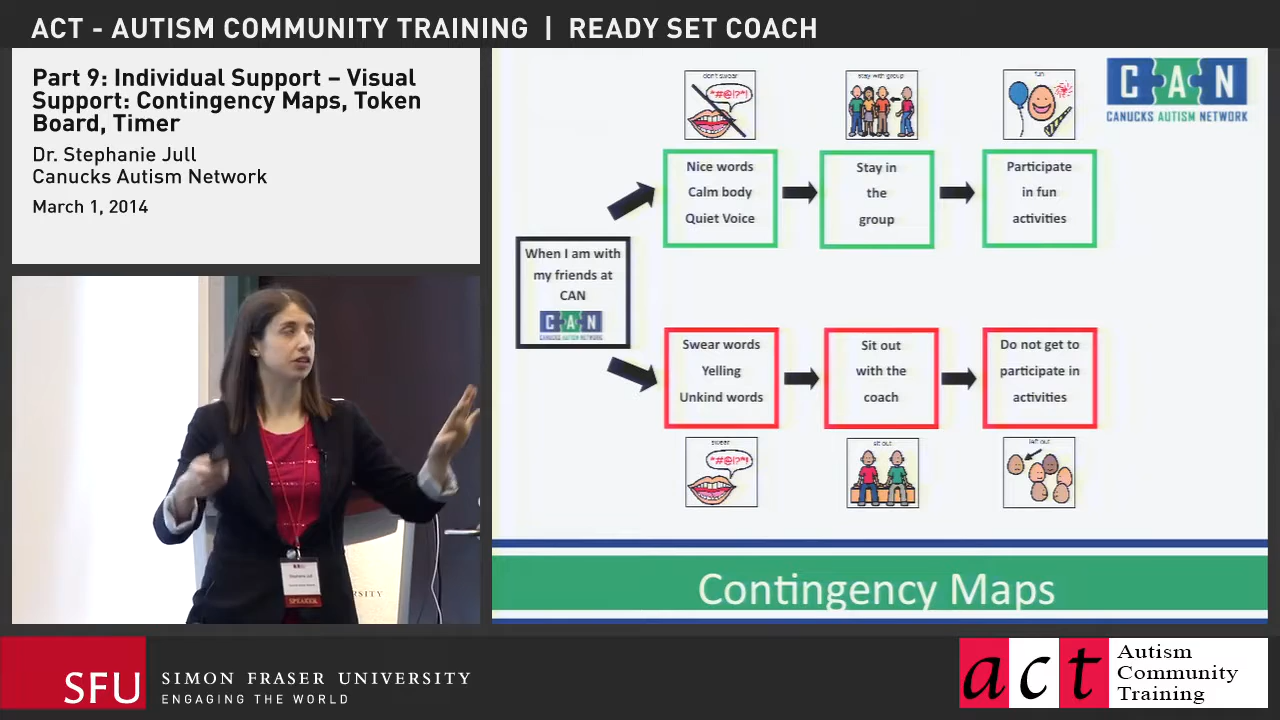 ACT - AUTISM COMMUNITY TRAINING | READY SET COACH
Part 9: Individual Support – Visual
Support: Contingency Maps, Token
Board, Timer
Dr. Stephanie Jull
Canucks Autism Network
March 1, 2014
CAN
CANUCKS AUTISM NETWORK
don't swear
*#@!?*!
stay with group
fun
Nice words
Calm body
Quiet Voice
Stay in
the
group
Participate
in fun
activities
When I am with
my friends at
CAN
CAN
CANUCKS AUTISM NETWORK
Swear words
Yelling
Unkind words
Sit out
with the
coach
Do not get to
participate in
activities
swear
*#@!?*!
sit out
left out
Contingency Maps
Stephanie Jull
SPEAKER
SFU
SIMON FRASER UNIVERSITY
ENGAGING THE WORLD
act
Autism
Community
Training